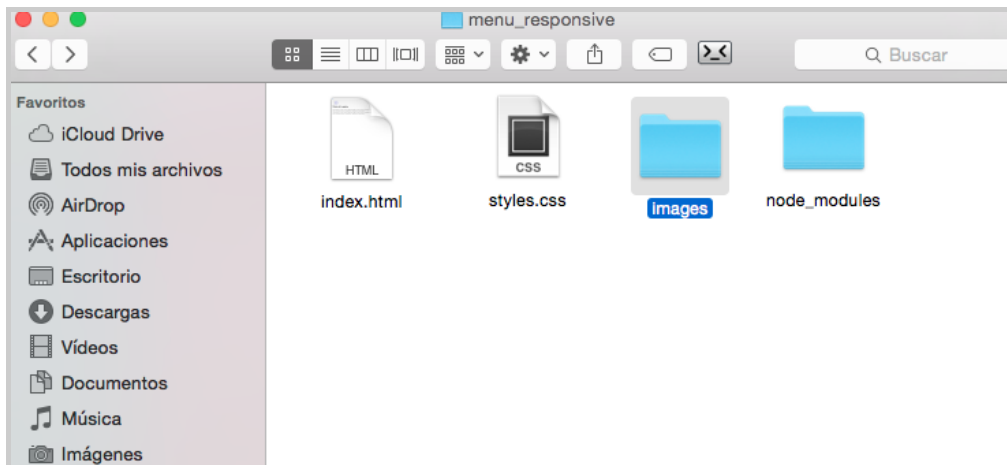 menu_responsive
Buscar
Favoritos
iCloud Drive
Todos mis archivos
AirDrop
Aplicaciones
Escritorio
Descargas
Vídeos
Documentos
Música
Imágenes
HTML
CSS
index.html
styles.css
images
node_modules